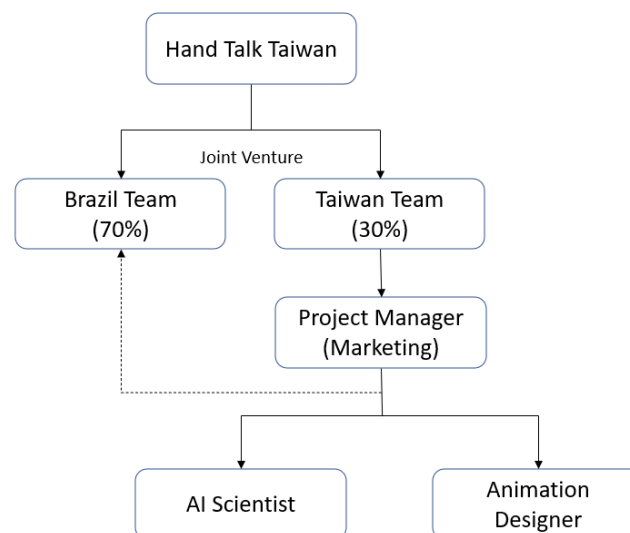 Hand Talk Taiwan
Joint Venture
Brazil Team
(70%)
Taiwan Team
(30%)
Project Manager
(Marketing)
AI Scientist
Animation
Designer